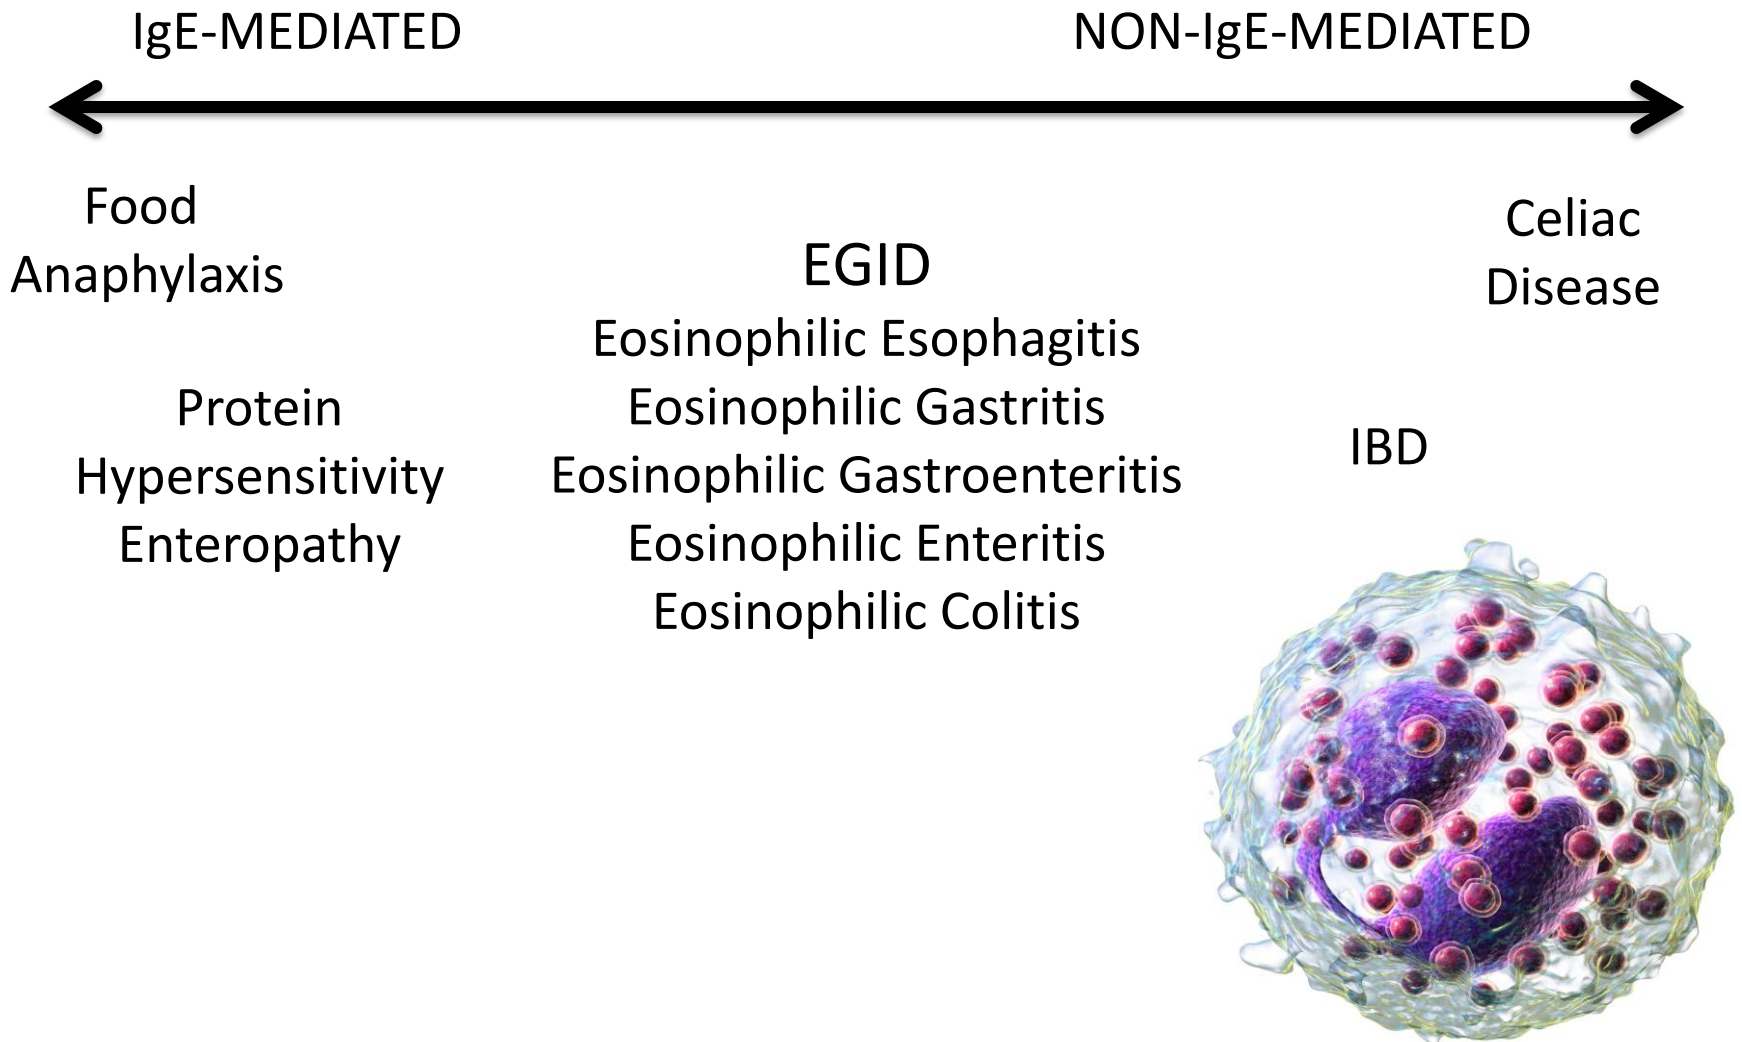 IgE-MEDIATED
NON-IgE-MEDIATED
Food
Anaphylaxis
Protein
Hypersensitivity
Enteropathy
EGID
Eosinophilic Esophagitis
Eosinophilic Gastritis
Eosinophilic Gastroenteritis
Eosinophilic Enteritis
Eosinophilic Colitis
Celiac
Disease
IBD